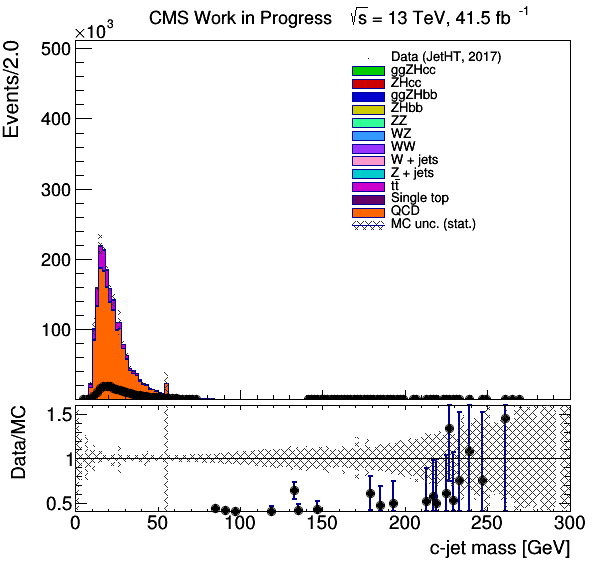 CMS Work in Progress √s = 13 TeV, 41.5 fb⁻¹
×10³
Events/2.0
500
400
300
200
100
Data (JetHT, 2017)
ggZHcc
ZHcc
ggZHbb
ZHbb
ZZ
WZ
WW
W + jets
Z + jets
tt̄
Single top
QCD
MC unc. (stat.)
Data/MC
1.5
1
0.5
0 50 100 150 200 250 300
c-jet mass [GeV]